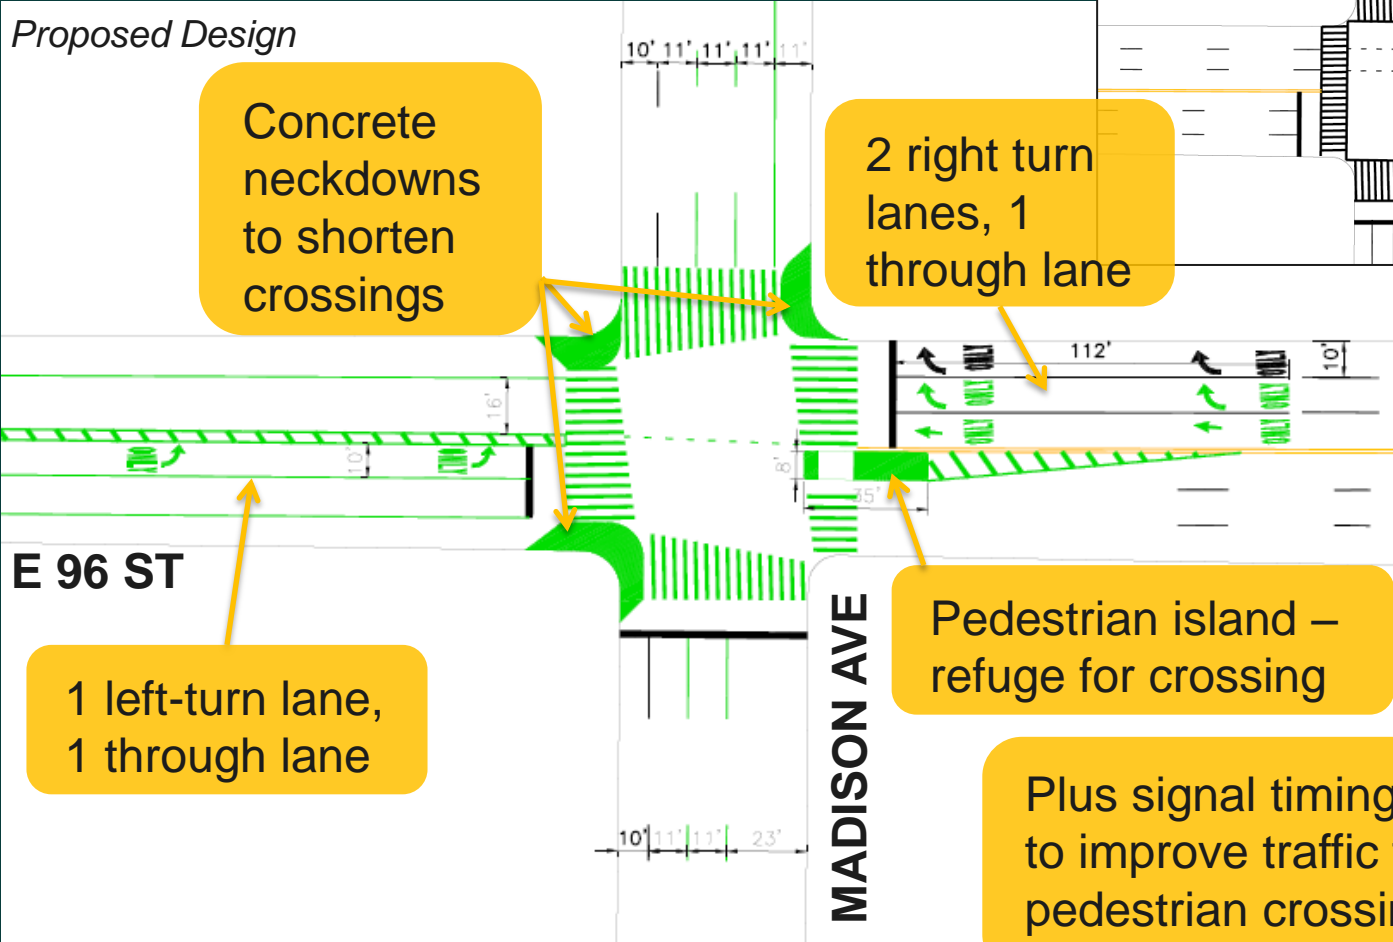 Proposed Design
10' 11' 11' 11' 11'
Concrete
neckdowns
to shorten
crossings
2 right turn
lanes, 1
through lane
112'
10'
ONLY
ONLY
ONLY
ONLY
ONLY
ONLY
16'
10'
ONLY
ONLY
8'
35'
E 96 ST
1 left-turn lane,
1 through lane
MADISON AVE
Pedestrian island –
refuge for crossing
Plus signal timing
to improve traffic
pedestrian
10' 11' 11' 23'